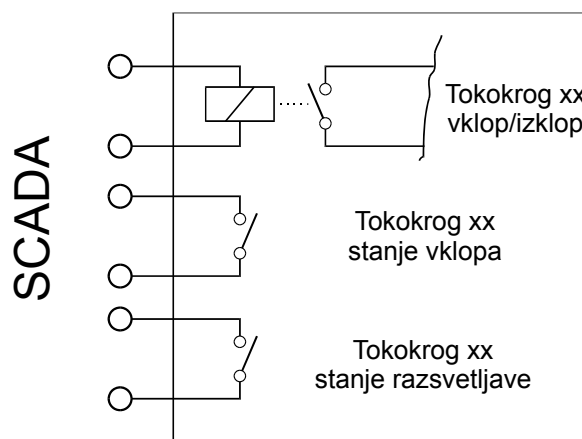 SCADA
Tokokrog xx
vklop/izklop
Tokokrog xx
stanje vklopa
Tokokrog xx
stanje razsvetljave